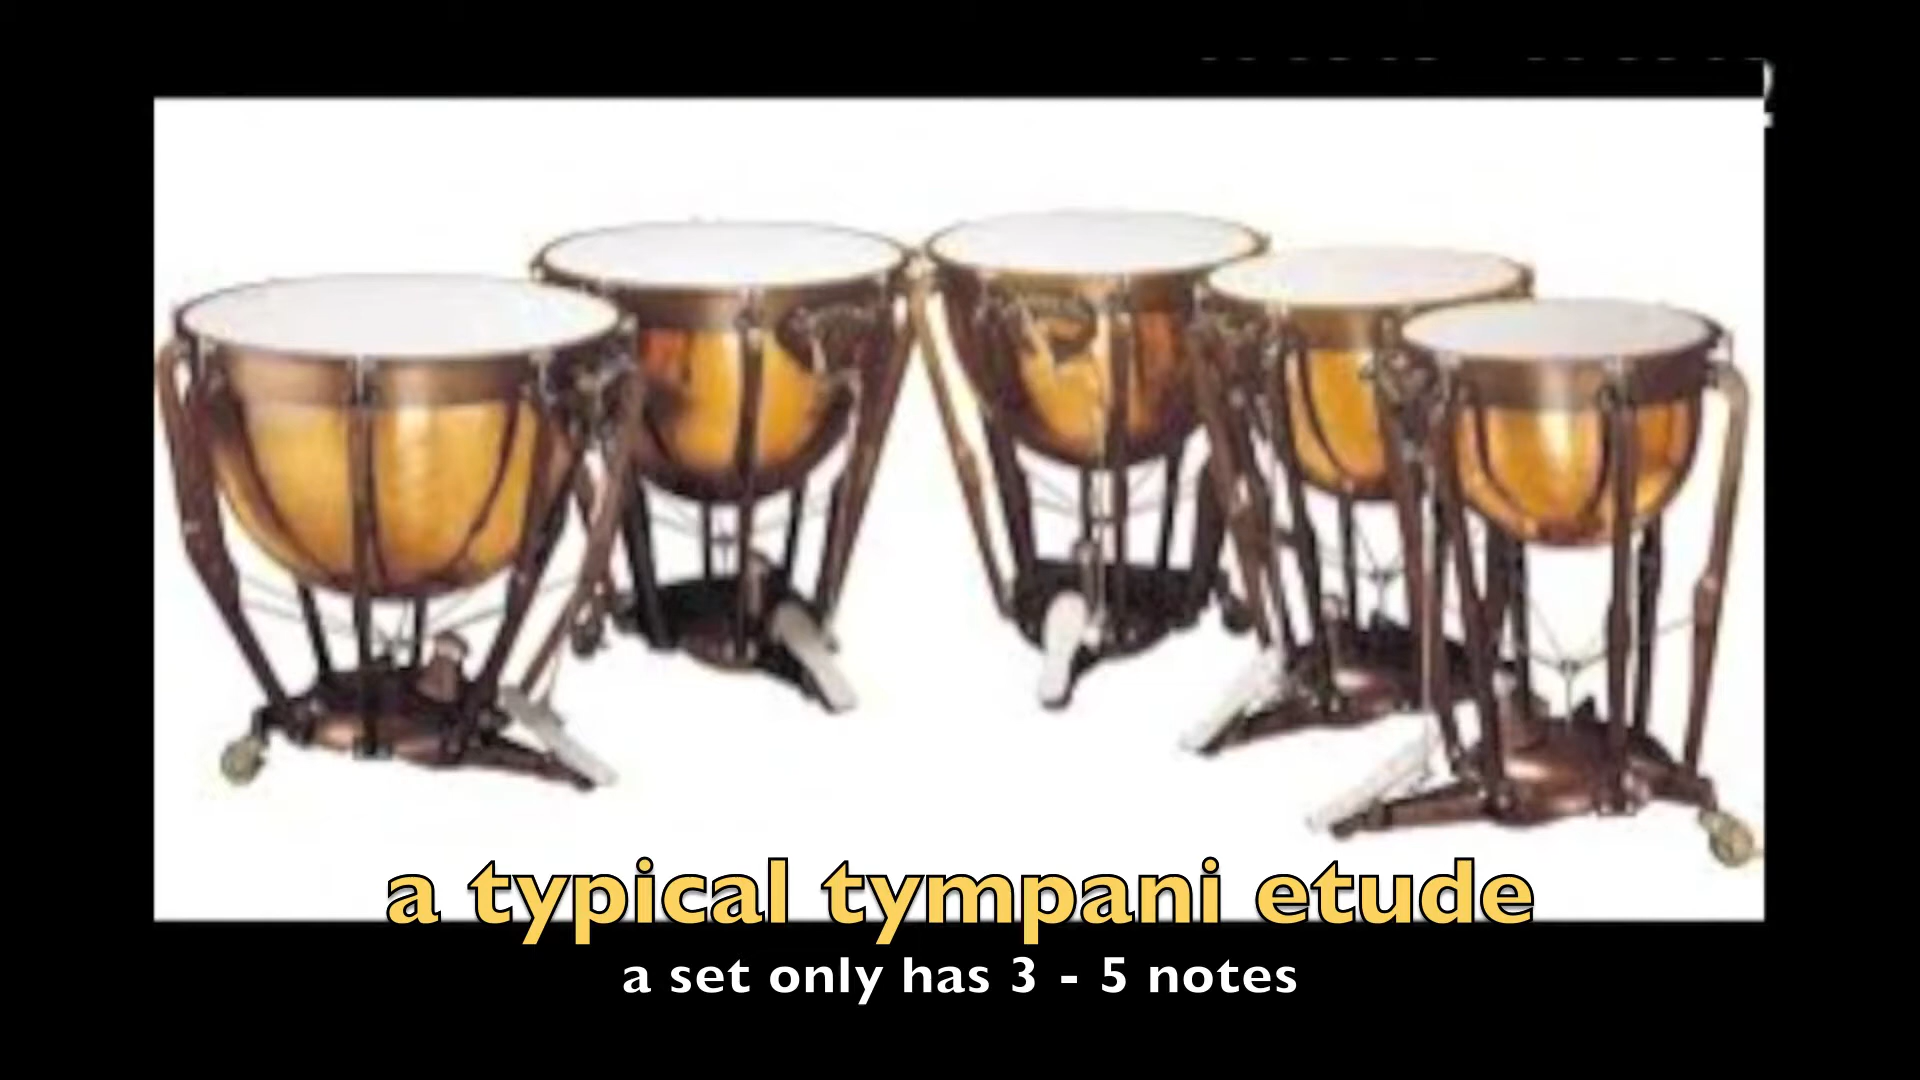 a typical tympani etude
a set only has 3 - 5 notes